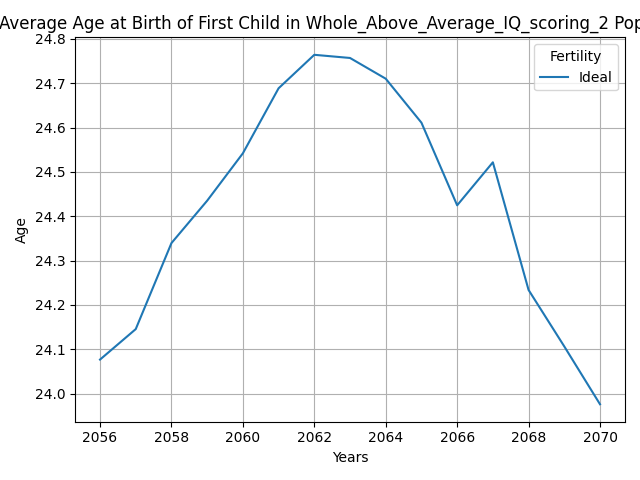 Average Age at Birth of First Child in Whole_Above_Average_IQ_scoring_2 Pop
24.8
24.7
24.6
24.5
24.4
24.3
24.2
24.1
24.0
Age
Fertility
Ideal
2056 2058 2060 2062 2064 2066 2068 2070
Years